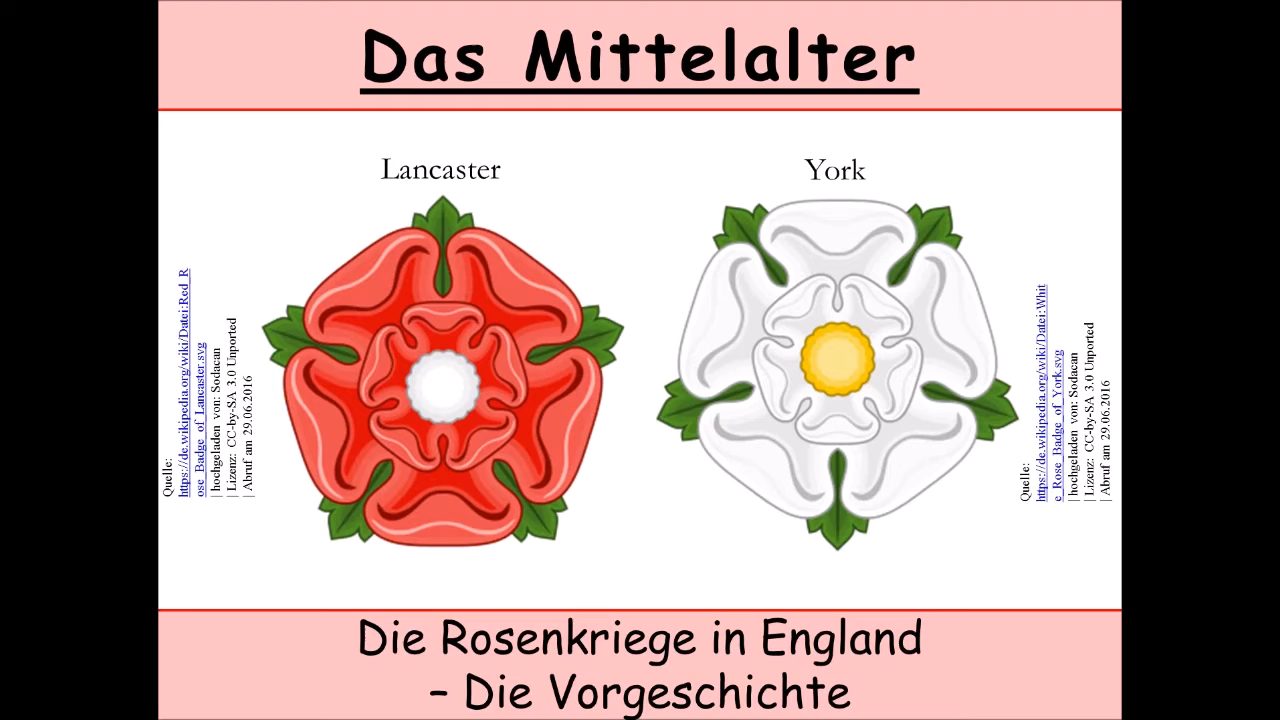 Das Mittelalter
Lancaster
York
Quelle:
https://de.wikipedia.org/wiki/Datei:Red_R
ose_Badge_of_Lancaster.svg
| hochgeladen von: Sodacan
| Lizenz: CC-by-SA 3.0 Unported
| Abruf am 29.06.2016
Quelle:
https://de.wikipedia.org/wiki/Datei:Whit
e_Rose_Badge_of_York.svg
| hochgeladen von: Sodacan
| Lizenz: CC-by-SA 3.0 Unported
| Abruf am 29.06.2016
Die Rosenkriege in England
– Die Vorgeschichte